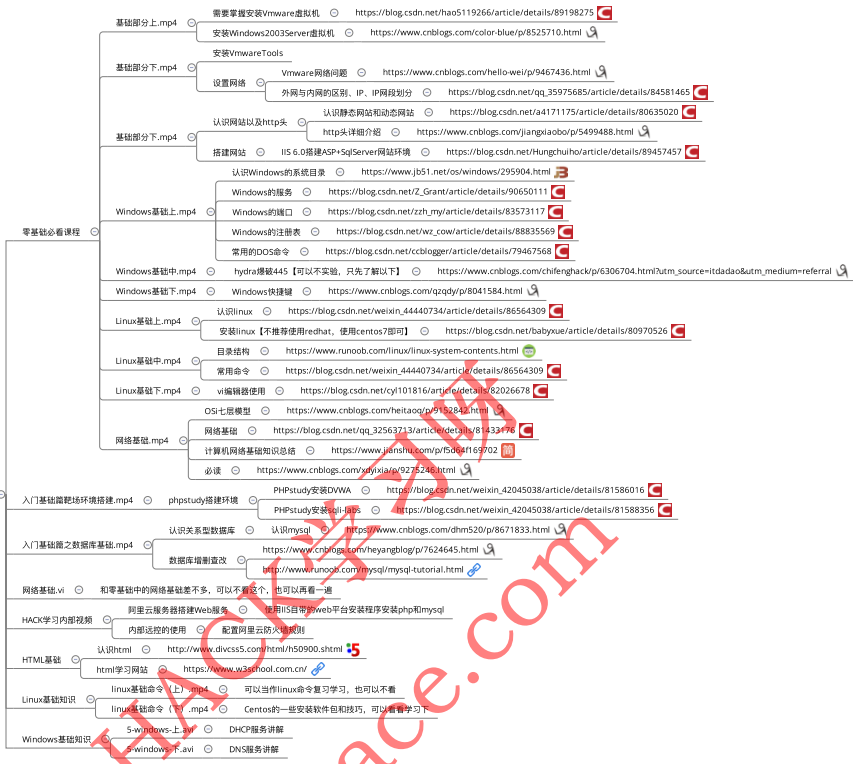 零基础必看课程
基础部分上.mp4
需要掌握安装Vmware虚拟机
https://blog.csdn.net/hao5119266/article/details/89198275
安装Windows2003Server虚拟机
https://www.cnblogs.com/color-blue/p/8525710.html
基础部分下.mp4
安装VmwareTools
设置网络
Vmware网络问题
https://www.cnblogs.com/hello-wei/p/9467436.html
外网与内网的区别、IP、IP网段划分
https://blog.csdn.net/qq_35975685/article/details/84581465
基础部分下.mp4
认识网站以及http头
认识静态网站和动态网站
https://blog.csdn.net/a4171175/article/details/80635020
http头详细介绍
https://www.cnblogs.com/jiangxiaobo/p/5499488.html
搭建网站
IIS 6.0搭建ASP+SqlServer网站环境
https://blog.csdn.net/Hungchuiho/article/details/89457457
Windows基础上.mp4
认识Windows的系统目录
https://www.jb51.net/os/windows/295904.html
Windows的服务
https://blog.csdn.net/Z_Grant/article/details/90650111
Windows的端口
https://blog.csdn.net/zzh_my/article/details/83573117
Windows的注册表
https://blog.csdn.net/wz_cow/article/details/88835569
常用的DOS命令
https://blog.csdn.net/ccblogger/article/details/79467568
Windows基础中.mp4
hydra爆破445【可以不实验，只先了解以下】
https://www.cnblogs.com/chifenghack/p/6306704.html?utm_source=itdadao&utm_medium=referral
Windows基础下.mp4
Windows快捷键
https://www.cnblogs.com/qzqdy/p/8041584.html
Linux基础上.mp4
认识linux
https://blog.csdn.net/weixin_44440734/article/details/86564309
安装linux【不推荐使用redhat，使用centos7即可】
https://blog.csdn.net/babyxue/article/details/80970526
Linux基础中.mp4
目录结构
https://www.runoob.com/linux/linux-system-contents.html
常用命令
https://blog.csdn.net/weixin_44440734/article/details/86564309
Linux基础下.mp4
vi编辑器使用
https://blog.csdn.net/cyl101816/article/details/82026678
网络基础.mp4
OSi七层模型
https://www.cnblogs.com/heitaoq/p/9152842.html
网络基础
https://blog.csdn.net/qq_32563713/article/details/81433176
计算机网络基础知识总结
https://www.jianshu.com/p/f5d64f169702
必读
https://www.cnblogs.com/xdyixia/p/9275246.html
入门基础篇靶场环境搭建.mp4
phpstudy搭建环境
PHPstudy安装DVWA
https://blog.csdn.net/weixin_42045038/article/details/81586016
PHPstudy安装sqli-labs
https://blog.csdn.net/weixin_42045038/article/details/81588356
入门基础篇之数据库基础.mp4
认识关系型数据库
认识mysql
https://www.cnblogs.com/dhm520/p/8671833.html
数据库增删查改
https://www.cnblogs.com/heyangblog/p/7624645.html
http://www.runoob.com/mysql/mysql-tutorial.html
网络基础.vi
和零基础中的网络基础差不多，可以不看这个，也可以再看一遍
HACK学习内部视频
阿里云服务器搭建Web服务
使用IIS自带的web平台安装程序安装php和mysql
内部远控的使用
配置阿里云防火墙规则
HTML基础
认识html
http://www.divcss5.com/html/h50900.shtml
html学习网站
https://www.w3school.com.cn/
Linux基础知识
linux基础命令（上）.mp4
可以当作linux命令复习学习，也可以不看
linux基础命令（下）.mp4
Centos的一些安装软件包和技巧，可以看看学习下
Windows基础知识
5-windows-上.avi
DHCP服务讲解
5-windows-下.avi
DNS服务讲解
HACK学习呀
ace.com